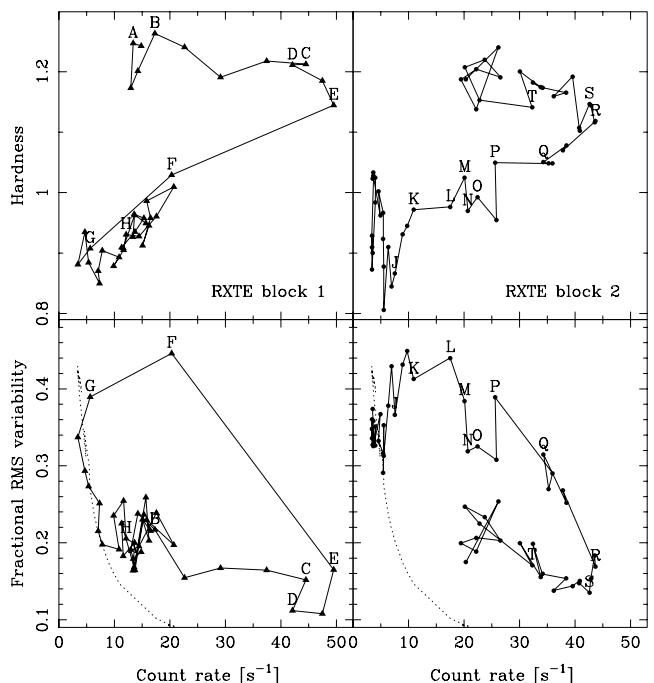 A B D C E F H G
RXTE block 1
Hardness
0.8 1 1.2
S R T Q P M O N L K J
RXTE block 2
F G H B C D E
Fractional RMS variability
0.1 0.2 0.3 0.4
L K M P J N O Q T R S
0 10 20 30 40 50
0 10 20 30 40 50
Count rate [s⁻¹]
Count rate [s⁻¹]